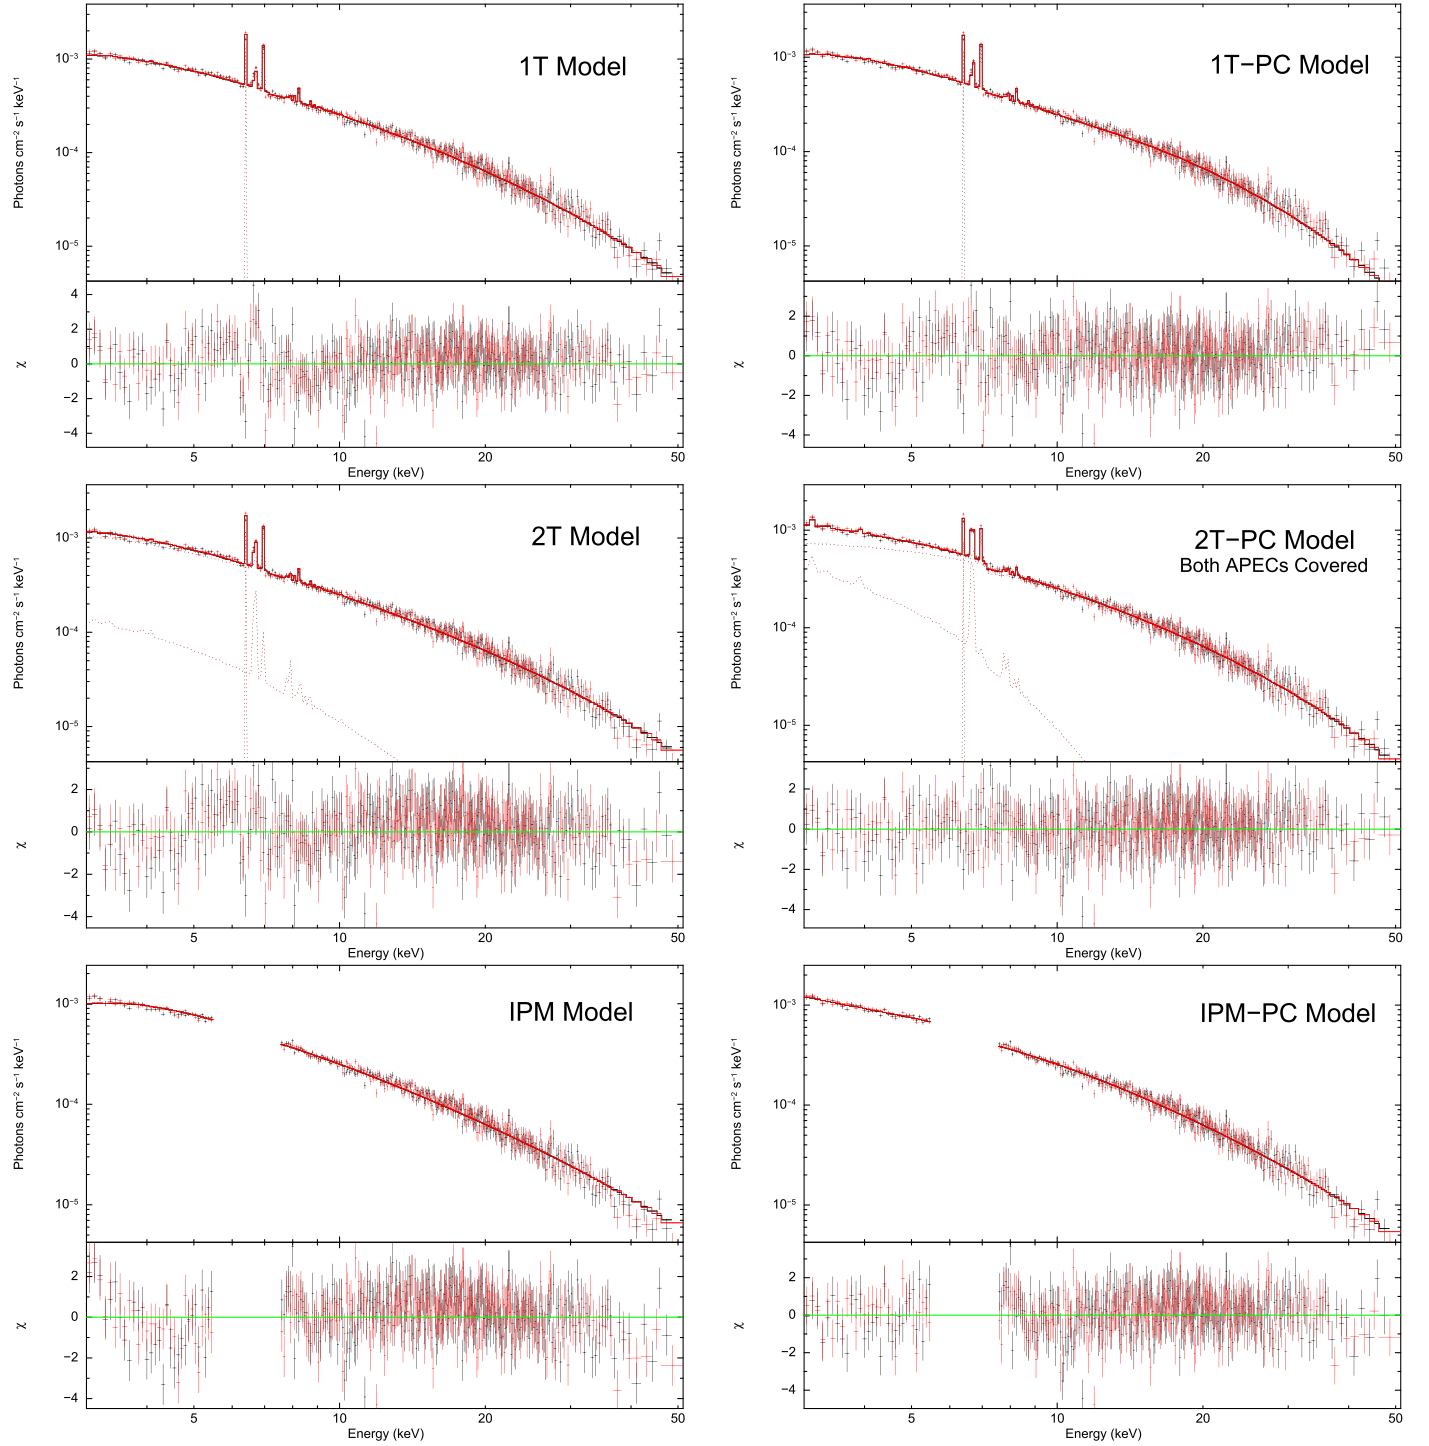 1T Model
Photons cm⁻² s⁻¹ keV⁻¹
10⁻³
10⁻⁴
10⁻⁵
χ
4
2
0
−2
−4
5 10 20 50
Energy (keV)
1T−PC Model
Photons cm⁻² s⁻¹ keV⁻¹
10⁻³
10⁻⁴
10⁻⁵
χ
2
0
−2
−4
5 10 20 50
Energy (keV)
2T Model
Photons cm⁻² s⁻¹ keV⁻¹
10⁻³
10⁻⁴
10⁻⁵
χ
2
0
−2
−4
5 10 20 50
Energy (keV)
2T−PC Model
Both APECs Covered
Photons cm⁻² s⁻¹ keV⁻¹
10⁻³
10⁻⁴
10⁻⁵
χ
2
0
−2
−4
5 10 20 50
Energy (keV)
IPM Model
Photons cm⁻² s⁻¹ keV⁻¹
10⁻³
10⁻⁴
10⁻⁵
χ
2
0
−2
−4
5 10 20 50
Energy (keV)
IPM−PC Model
Photons cm⁻² s⁻¹ keV⁻¹
10⁻³
10⁻⁴
10⁻⁵
χ
2
0
−2
−4
5 10 20 50
Energy (keV)